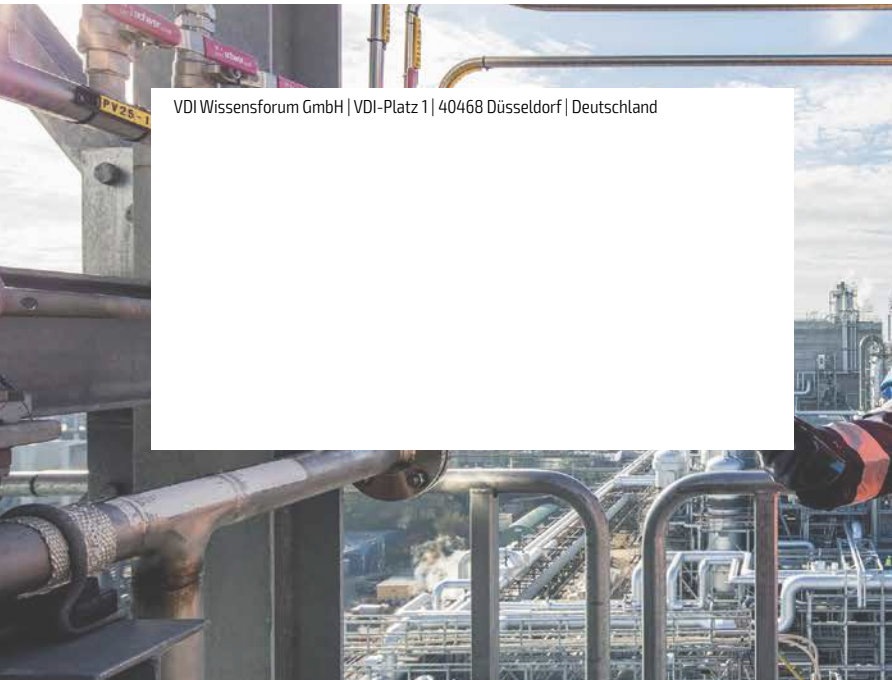 PV25-1
VDI Wissensforum GmbH | VDI-Platz 1 | 40468 Düsseldorf | Deutschland